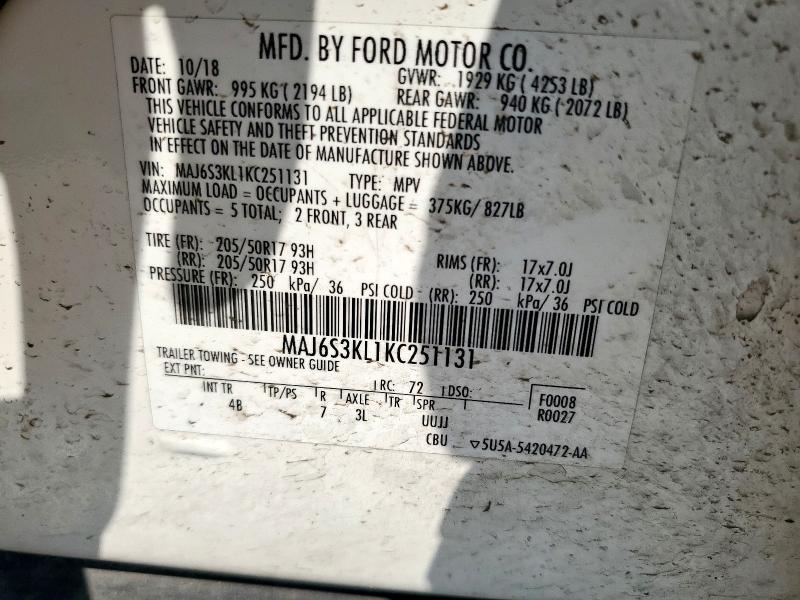 MFD. BY FORD MOTOR CO.
DATE: 10/18 GVWR: 1929 KG ( 4253 LB)
FRONT GAWR: 995 KG ( 2194 LB) REAR GAWR: 940 KG ( 2072 LB)
THIS VEHICLE CONFORMS TO ALL APPLICABLE FEDERAL MOTOR
VEHICLE SAFETY AND THEFT PREVENTION STANDARDS
IN EFFECT ON THE DATE OF MANUFACTURE SHOWN ABOVE.
VIN: MAJ6S3KL1KC251131 TYPE: MPV
MAXIMUM LOAD = OCCUPANTS + LUGGAGE = 375KG/ 827LB
OCCUPANTS = 5 TOTAL; 2 FRONT, 3 REAR
TIRE (FR): 205/50R17 93H RIMS (FR): 17x7.0J
(RR): 205/50R17 93H (RR): 17x7.0J
PRESSURE (FR): 250 kPa/ 36 PSI COLD - (RR): 250 kPa/ 36 PSI COLD
MAJ6S3KL1KC251131
TRAILER TOWING - SEE OWNER GUIDE
EXT PNT: RC: 72 DSO: F0008
INT TR TP/PS R AXLE TR SPR R0027
4B 7 3L UUJJ
CBU ▽5U5A-5420472-AA